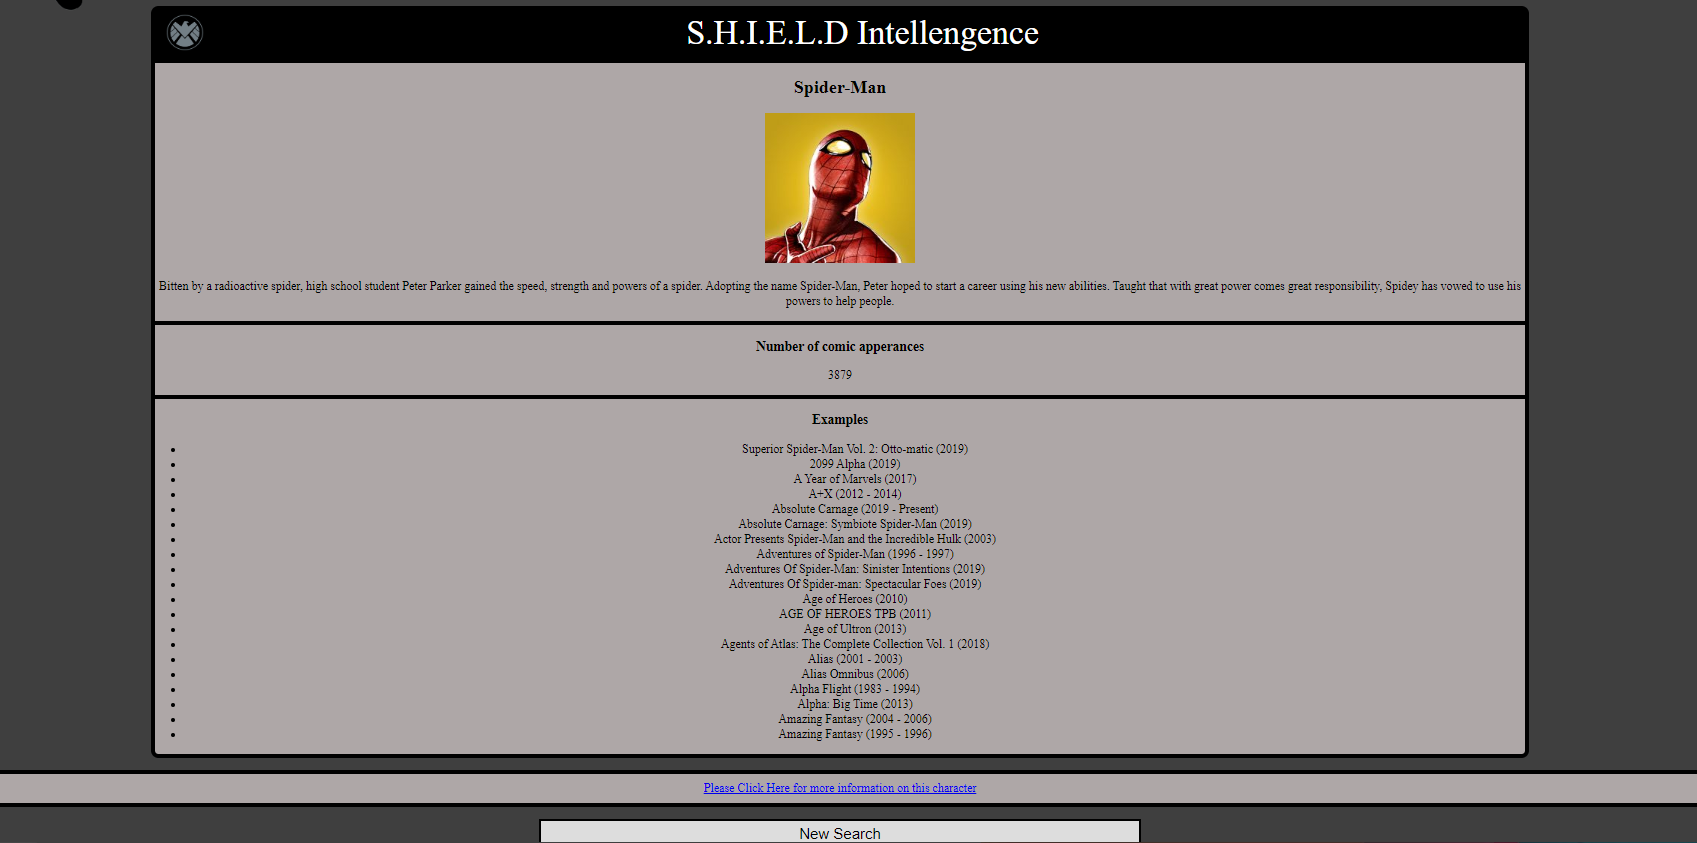 S.H.I.E.L.D Intellengence
Spider-Man
Bitten by a radioactive spider, high school student Peter Parker gained the speed, strength and powers of a spider. Adopting the name Spider-Man, Peter hoped to start a career using his new abilities. Taught that with great power comes great responsibility, Spidey has vowed to use his
powers to help people.
Number of comic apperances
3879
Examples
Superior Spider-Man Vol. 2: Otto-matic (2019)
2099 Alpha (2019)
A Year of Marvels (2017)
A+X (2012 - 2014)
Absolute Carnage (2019 - Present)
Absolute Carnage: Symbiote Spider-Man (2019)
Actor Presents Spider-Man and the Incredible Hulk (2003)
Adventures of Spider-Man (1996 - 1997)
Adventures Of Spider-Man: Sinister Intentions (2019)
Adventures Of Spider-man: Spectacular Foes (2019)
Age of Heroes (2010)
AGE OF HEROES TPB (2011)
Age of Ultron (2013)
Agents of Atlas: The Complete Collection Vol. 1 (2018)
Alias (2001 - 2003)
Alias Omnibus (2006)
Alpha Flight (1983 - 1994)
Alpha: Big Time (2013)
Amazing Fantasy (2004 - 2006)
Amazing Fantasy (1995 - 1996)
Please Click Here for more information on this character
New Search